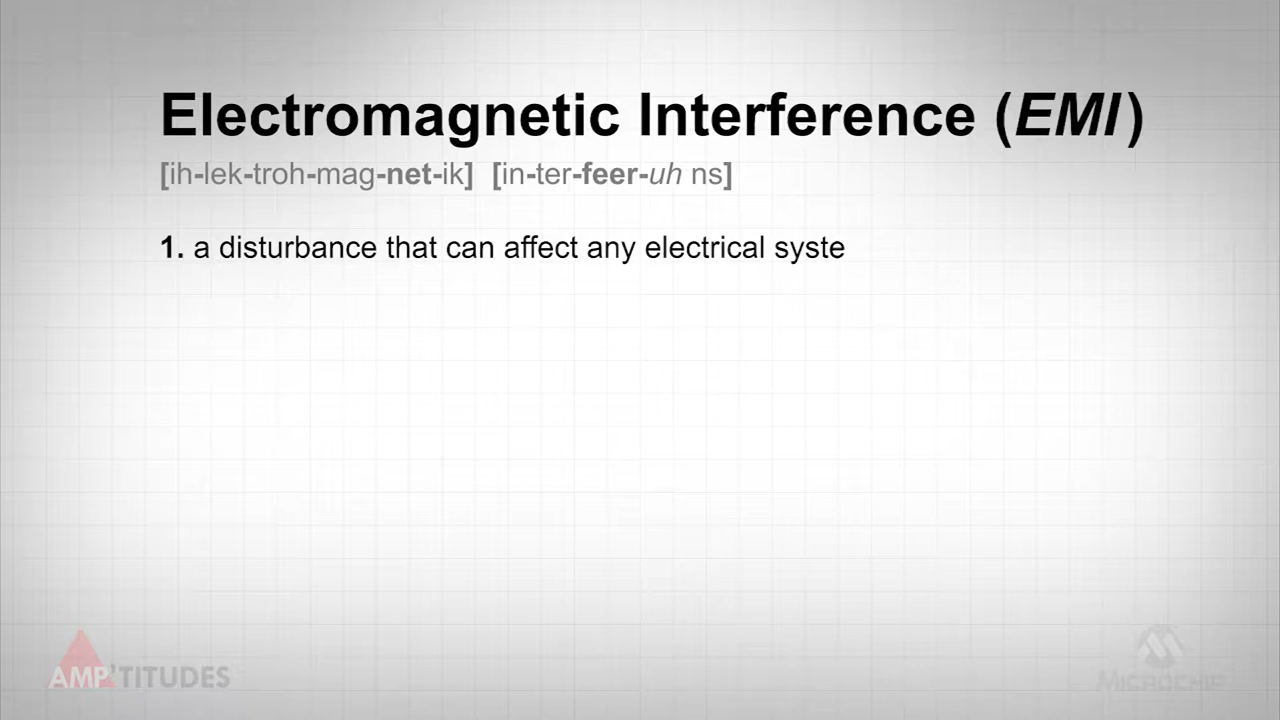 Electromagnetic Interference (EMI)
[ih-lek-troh-mag-net-ik] [in-ter-feer-uh ns]
1. a disturbance that can affect any electrical syste
AMP'TITUDES
MICROCHIP